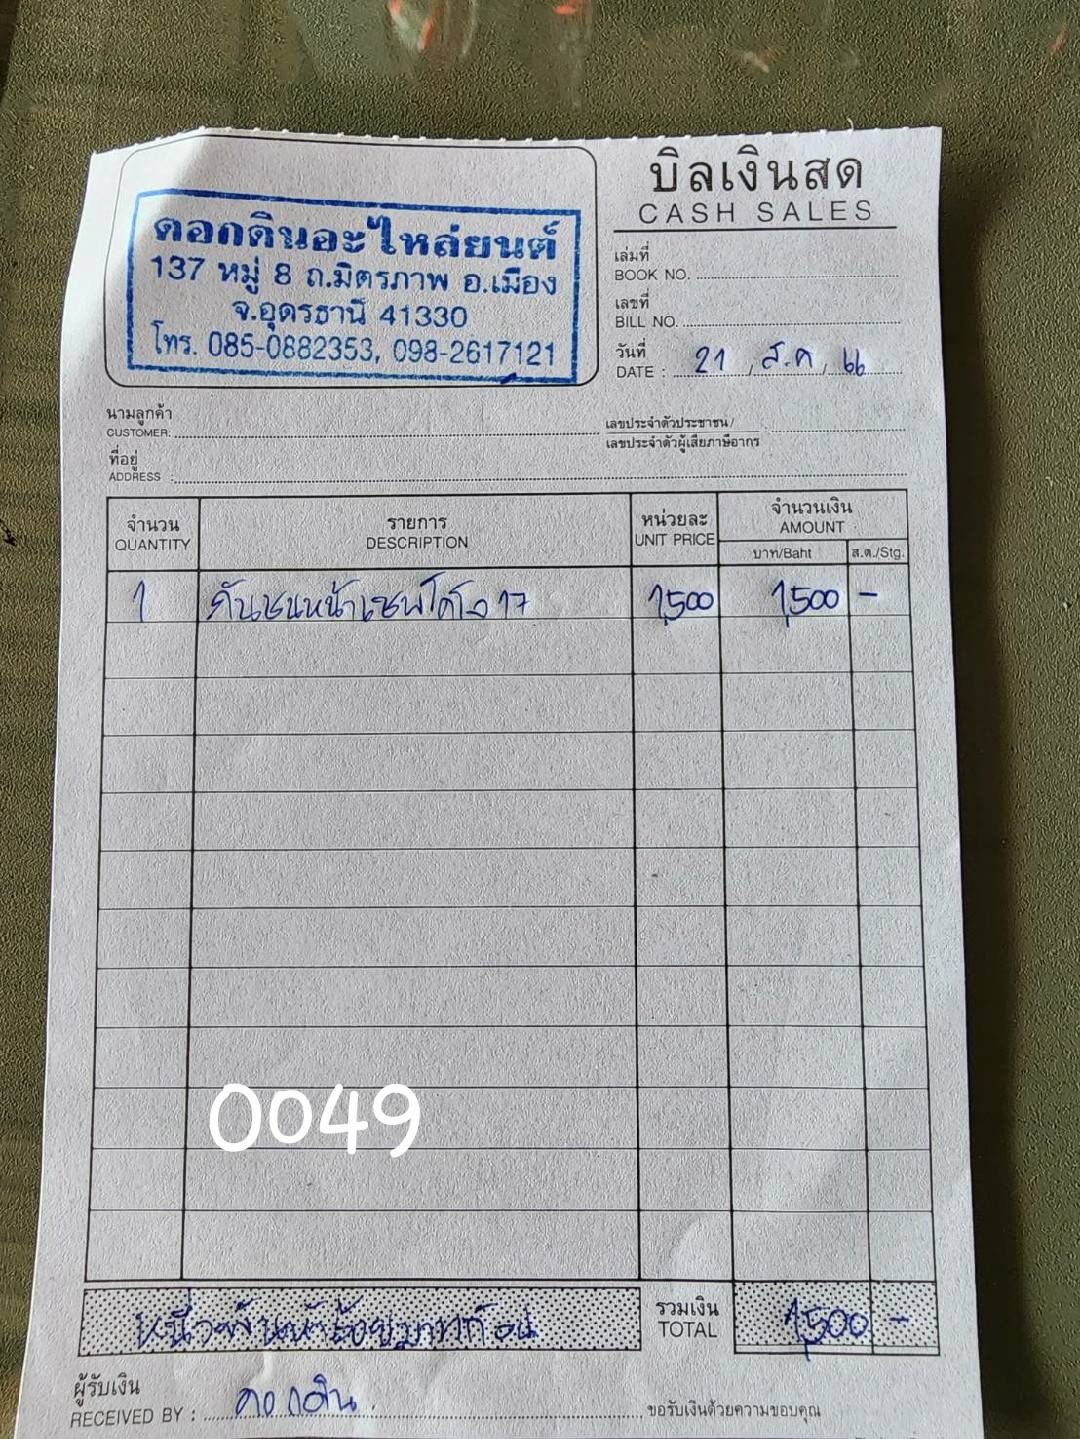 บิลเงินสด
CASH SALES
ดอกดินอะไหล่ยนต์
137 หมู่ 8 ถ.มิตรภาพ อ.เมือง
จ.อุดรธานี 41330
โทร. 085-0882353, 098-2617121
เล่มที่
BOOK NO.
เลขที่
BILL NO.
วันที่
DATE : 21 / ส.ค / 66
นามลูกค้า
CUSTOMER.
เลขประจำตัวประชาชน/
เลขประจำตัวผู้เสียภาษีอากร
ที่อยู่
ADDRESS :
จำนวน รายการ หน่วยละ จำนวนเงิน
QUANTITY DESCRIPTION UNIT PRICE AMOUNT
บาท/Baht ส.ต./Stg.
1 กันชนหน้าเชฟโคโล 17 1,500 1,500 -
0049
หนึ่งพันห้าร้อยบาทถ้วน รวมเงิน 1,500 -
TOTAL
ผู้รับเงิน
RECEIVED BY : ดอกดิน ขอรับเงินด้วยความขอบคุณ